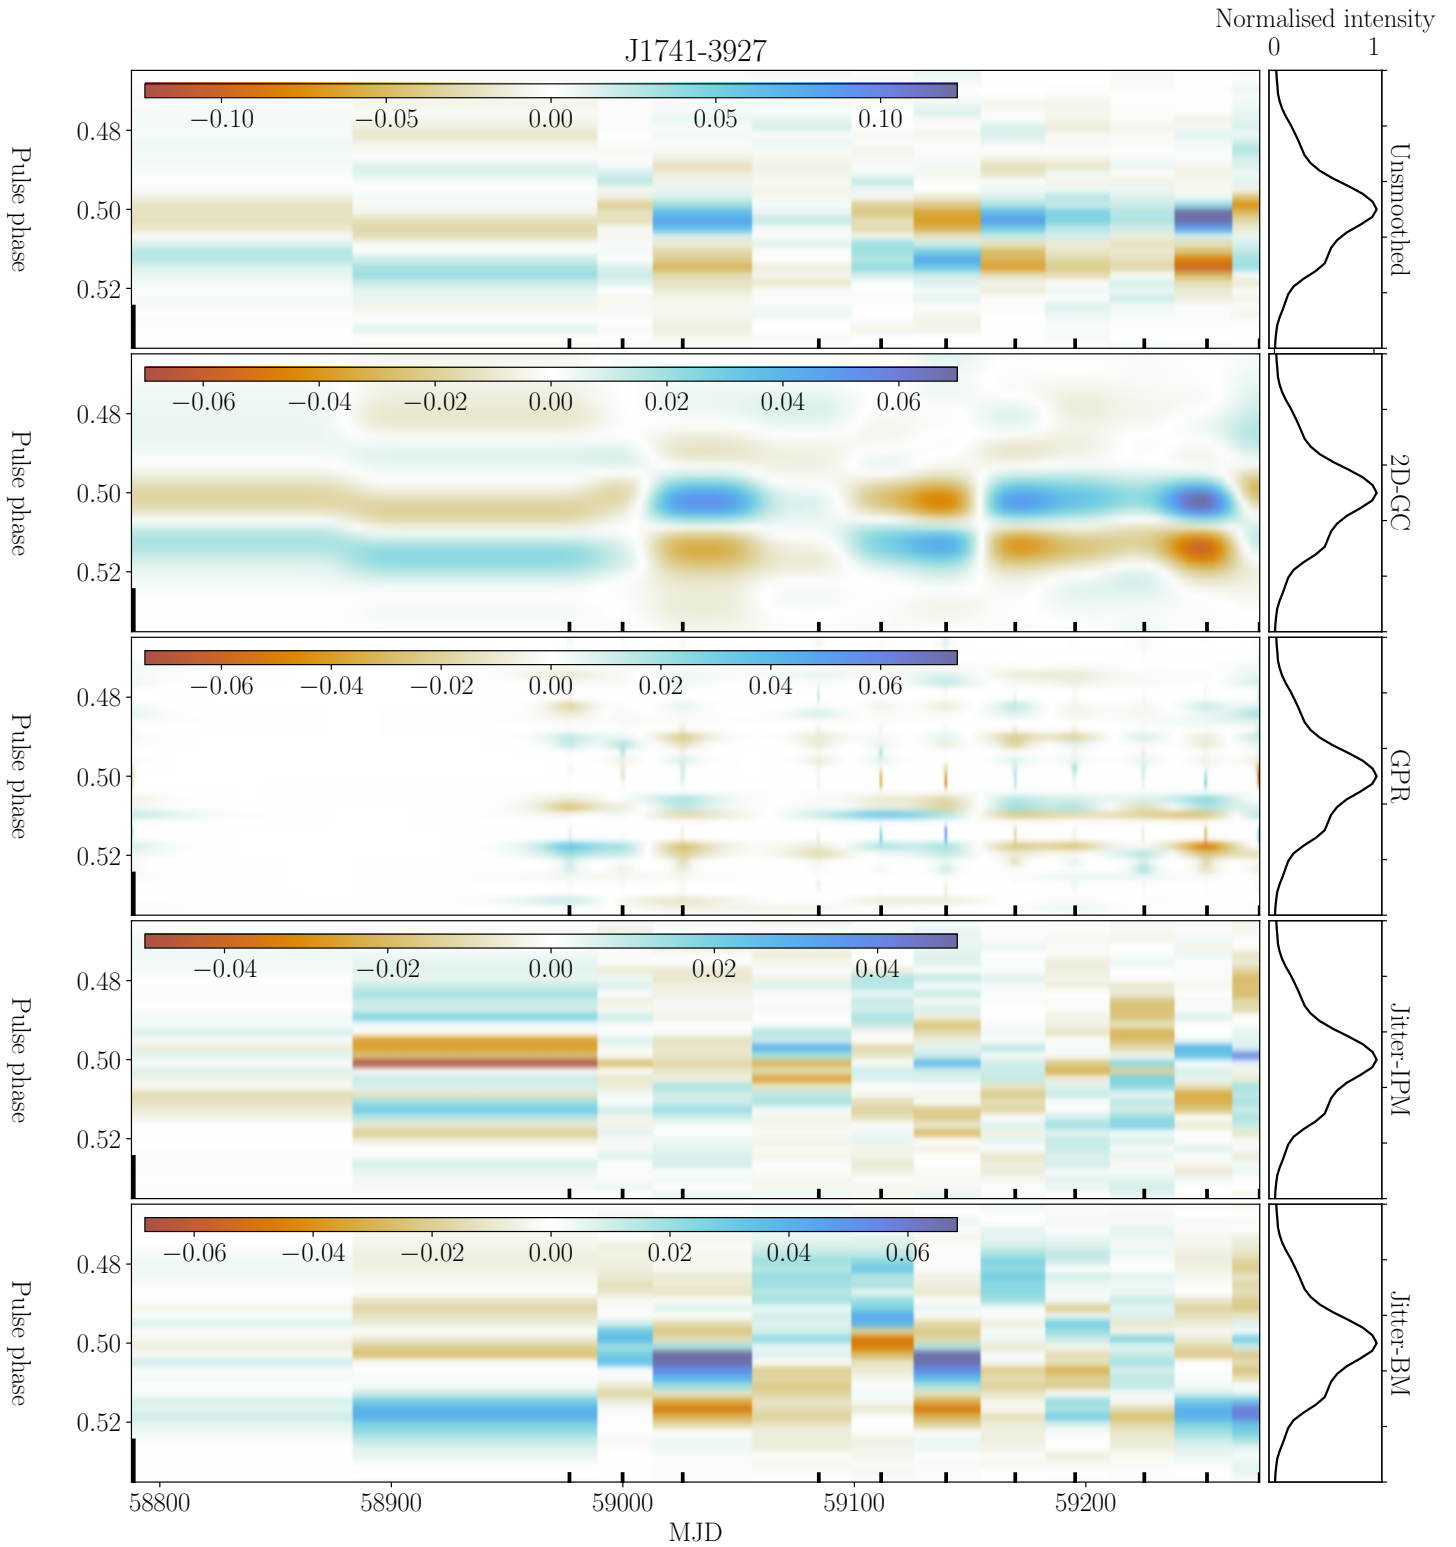 Normalised intensity
J1741-3927
0 1
−0.10 −0.05 0.00 0.05 0.10
0.48
0.50
0.52
Pulse phase
Unsmoothed
−0.06 −0.04 −0.02 0.00 0.02 0.04 0.06
0.48
0.50
0.52
Pulse phase
2D-GC
−0.06 −0.04 −0.02 0.00 0.02 0.04 0.06
0.48
0.50
0.52
Pulse phase
GPR
−0.04 −0.02 0.00 0.02 0.04
0.48
0.50
0.52
Pulse phase
Jitter-IPM
−0.06 −0.04 −0.02 0.00 0.02 0.04 0.06
0.48
0.50
0.52
Pulse phase
Jitter-BM
58800 58900 59000 59100 59200
MJD